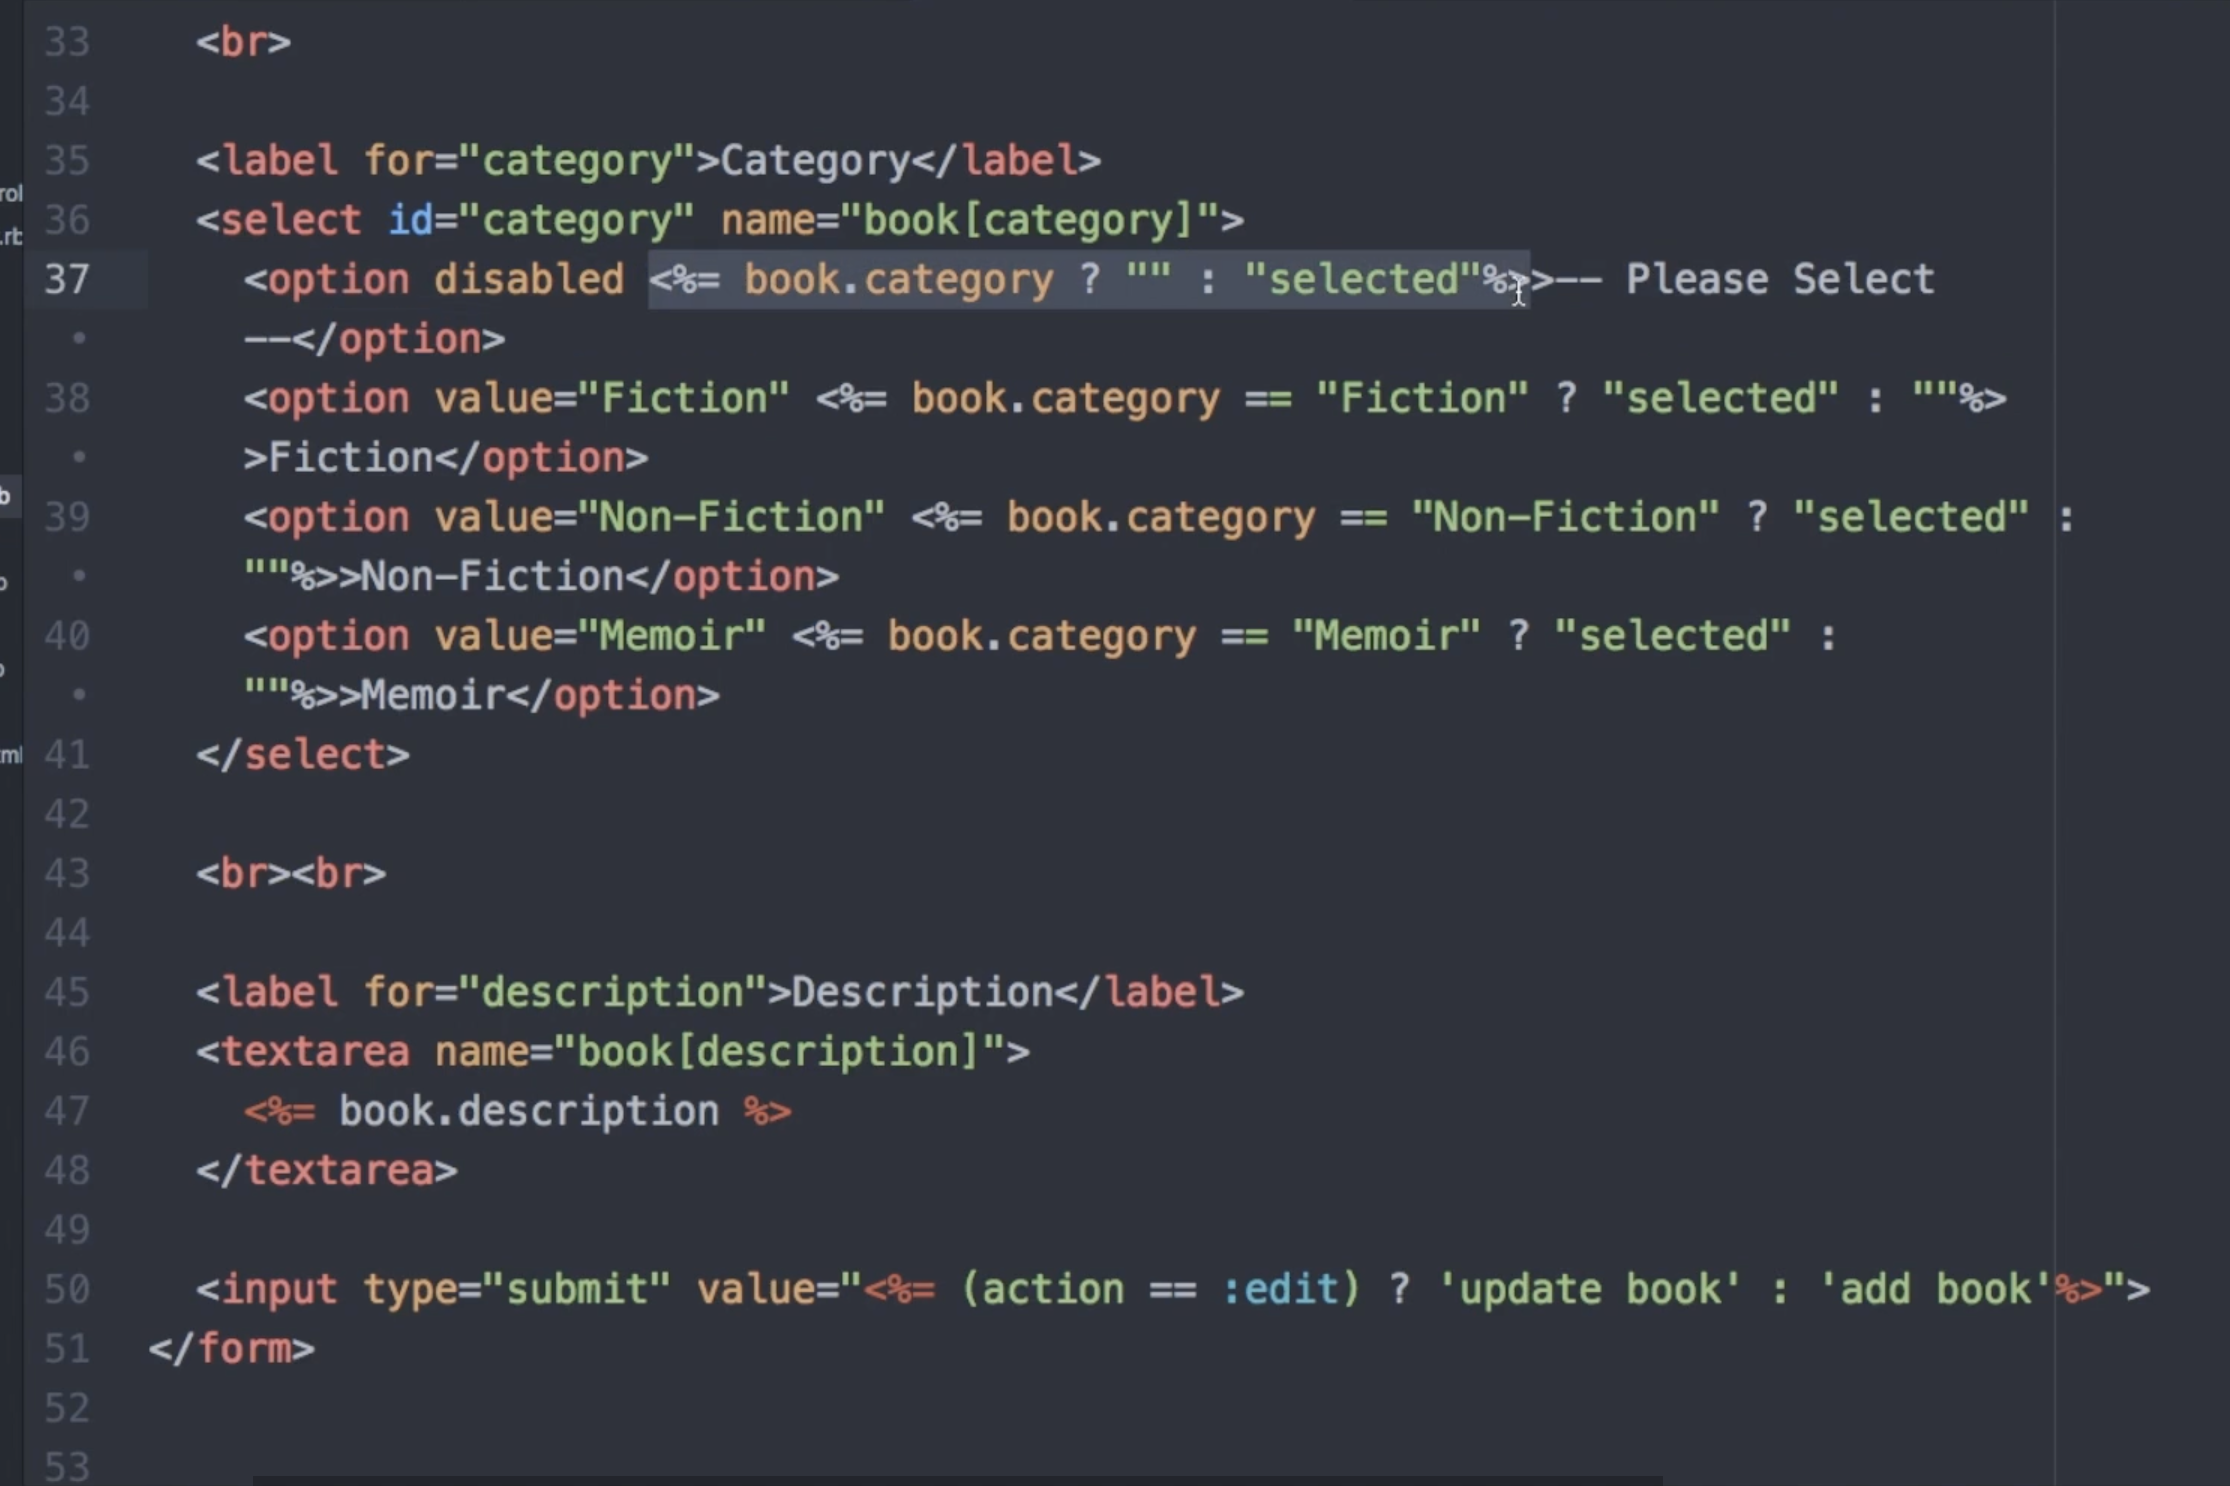 33 <br>
34
35 <label for="category">Category</label>
rol
36 <select id="category" name="book[category]">
.rb
37 <option disabled <%= book.category ? "" : "selected"%>>-- Please Select
• --</option>
38 <option value="Fiction" <%= book.category == "Fiction" ? "selected" : ""%>
• >Fiction</option>
b
39 <option value="Non-Fiction" <%= book.category == "Non-Fiction" ? "selected" :
• ""%>>Non-Fiction</option>
40 <option value="Memoir" <%= book.category == "Memoir" ? "selected" :
• ""%>>Memoir</option>
41 </select>
42
43 <br><br>
44
45 <label for="description">Description</label>
46 <textarea name="book[description]">
47 <%= book.description %>
48 </textarea>
49
50 <input type="submit" value="<%= (action == :edit) ? 'update book' : 'add book'%>">
51 </form>
52
53